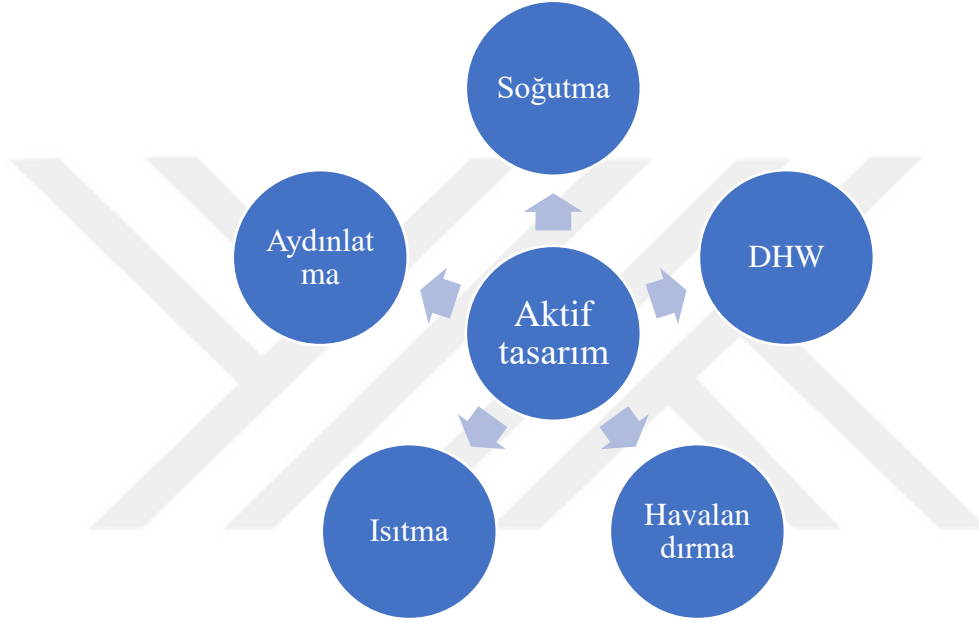 Soğutma
Aydınlat
ma
DHW
Aktif
tasarım
Isıtma
Havalan
dırma